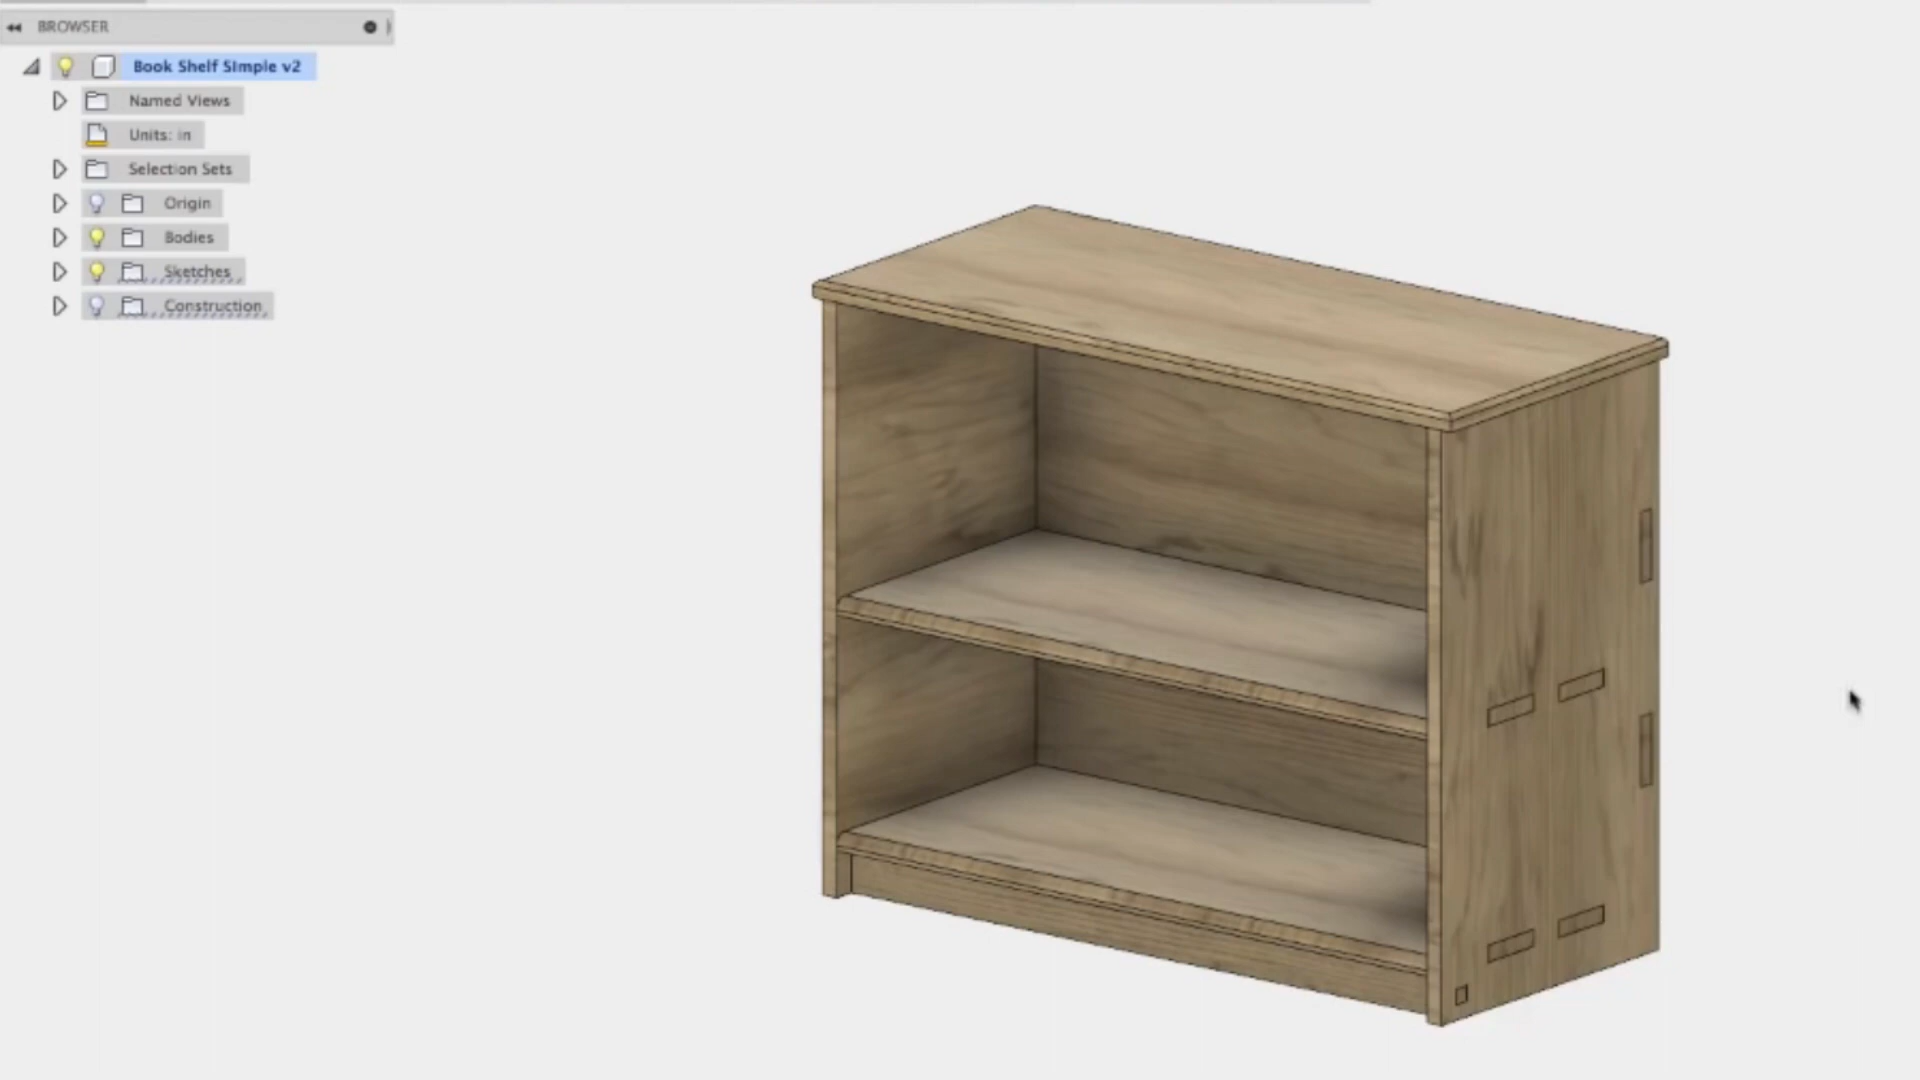 BROWSER
Book Shelf SImple v2
Named Views
Units: in
Selection Sets
Origin
Bodies
Sketches
Construction